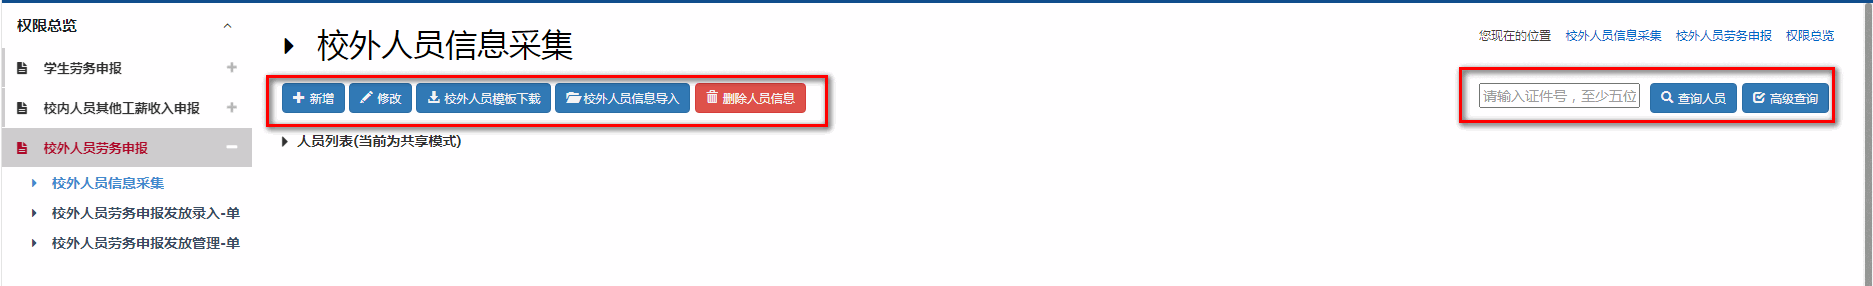 权限总览
学生劳务申报
校内人员其他工薪收入申报
校外人员劳务申报
校外人员信息采集
校外人员劳务申报发放录入-单
校外人员劳务申报发放管理-单
校外人员信息采集
您现在的位置 校外人员信息采集 校外人员劳务申报 权限总览
新增 修改 校外人员模板下载 校外人员信息导入 删除人员信息
请输入证件号，至少五位 查询人员 高级查询
人员列表(当前为共享模式)